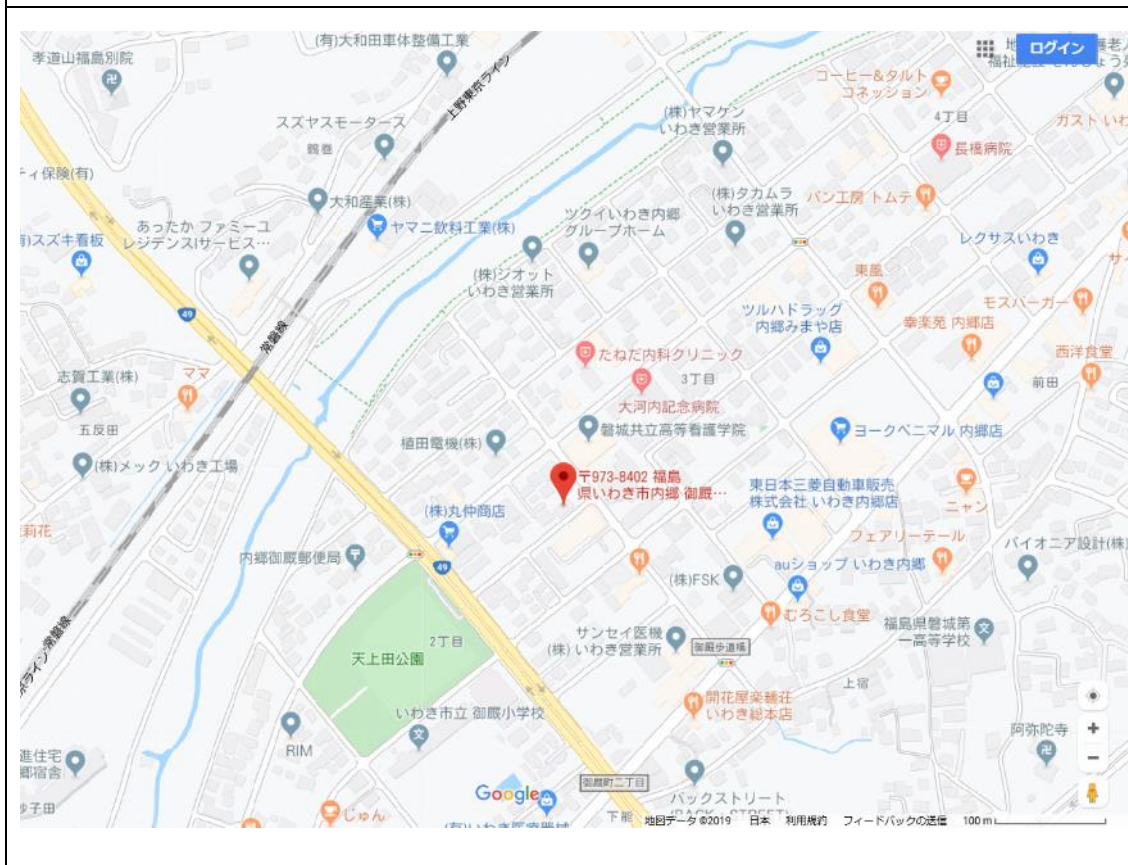 (有)大和田車体整備工業
孝道山福島別院
上野東京ライン
ログイン
コーヒー&タルト
コネッション
4丁目
ガスト いわ
長橋病院
(株)ヤマケン
いわき営業所
スズヤスモータース
鶴巻
ティ保険(有)
大和産業(株)
(株)タカムラ
いわき営業所
パン工房 トムテ
あったか ファミーユ
レジデンスIサービス…
有)スズキ看板
ヤマニ飲料工業(株)
ツクイいわき内郷
グループホーム
レクサスいわき
(株)ジオット
いわき営業所
東風
モスバーガー
ツルハドラッグ
内郷みまや店
幸楽苑 内郷店
西洋食堂
49
常磐線
たねだ内科クリニック
3丁目
前田
志賀工業(株)
ママ
大河内記念病院
五反田
植田電機(株)
磐城共立高等看護学院
ヨークベニマル 内郷店
(株)メック いわき工場
〒973-8402 福島
県いわき市内郷 御厩…
東日本三菱自動車販売
株式会社 いわき内郷店
ニャン
莉花
(株)丸仲商店
フェアリーテール
パイオニア設計(株)
内郷御厩郵便局
49
(株)FSK
auショップ いわき内郷
むろこし食堂
福島県磐城第
一高等学校
サンセイ医機
(株) いわき営業所
御厩歩道橋
2丁目
天上田公園
上宿
常磐線
開花屋楽麺荘
いわき総本店
いわき市立 御厩小学校
RIM
阿弥陀寺
進住宅
郷宿舎
御厩町二丁目
Google
じゅん
バックストリート
下能
地図データ ©2019 日本 利用規約 フィードバックの送信 100 m